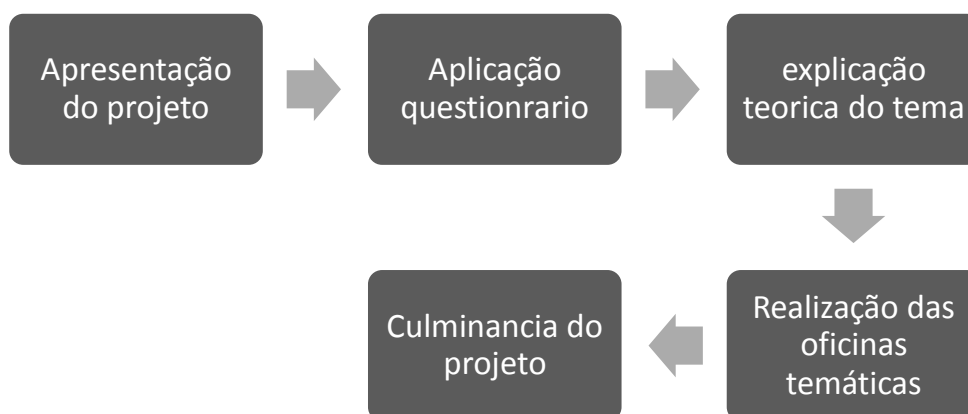 Apresentação
do projeto
Aplicação
questionrario
explicação
teorica do tema
Realização das
oficinas
temáticas
Culminancia do
projeto